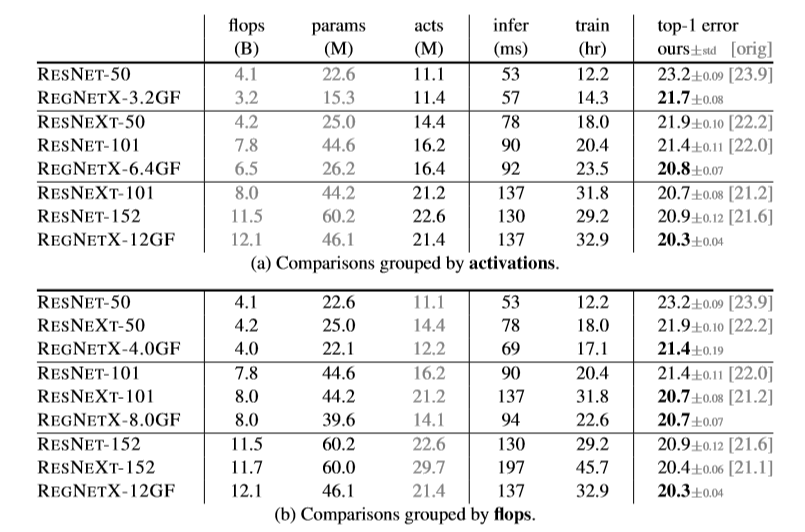 flops params acts infer train top-1 error
(B) (M) (M) (ms) (hr) ours±std [orig]
RESNET-50 4.1 22.6 11.1 53 12.2 23.2±0.09 [23.9]
REGNETX-3.2GF 3.2 15.3 11.4 57 14.3 21.7±0.08
RESNEXT-50 4.2 25.0 14.4 78 18.0 21.9±0.10 [22.2]
RESNET-101 7.8 44.6 16.2 90 20.4 21.4±0.11 [22.0]
REGNETX-6.4GF 6.5 26.2 16.4 92 23.5 20.8±0.07
RESNEXT-101 8.0 44.2 21.2 137 31.8 20.7±0.08 [21.2]
RESNET-152 11.5 60.2 22.6 130 29.2 20.9±0.12 [21.6]
REGNETX-12GF 12.1 46.1 21.4 137 32.9 20.3±0.04
(a) Comparisons grouped by activations.
RESNET-50 4.1 22.6 11.1 53 12.2 23.2±0.09 [23.9]
RESNEXT-50 4.2 25.0 14.4 78 18.0 21.9±0.10 [22.2]
REGNETX-4.0GF 4.0 22.1 12.2 69 17.1 21.4±0.19
RESNET-101 7.8 44.6 16.2 90 20.4 21.4±0.11 [22.0]
RESNEXT-101 8.0 44.2 21.2 137 31.8 20.7±0.08 [21.2]
REGNETX-8.0GF 8.0 39.6 14.1 94 22.6 20.7±0.07
RESNET-152 11.5 60.2 22.6 130 29.2 20.9±0.12 [21.6]
RESNEXT-152 11.7 60.0 29.7 197 45.7 20.4±0.06 [21.1]
REGNETX-12GF 12.1 46.1 21.4 137 32.9 20.3±0.04
(b) Comparisons grouped by flops.